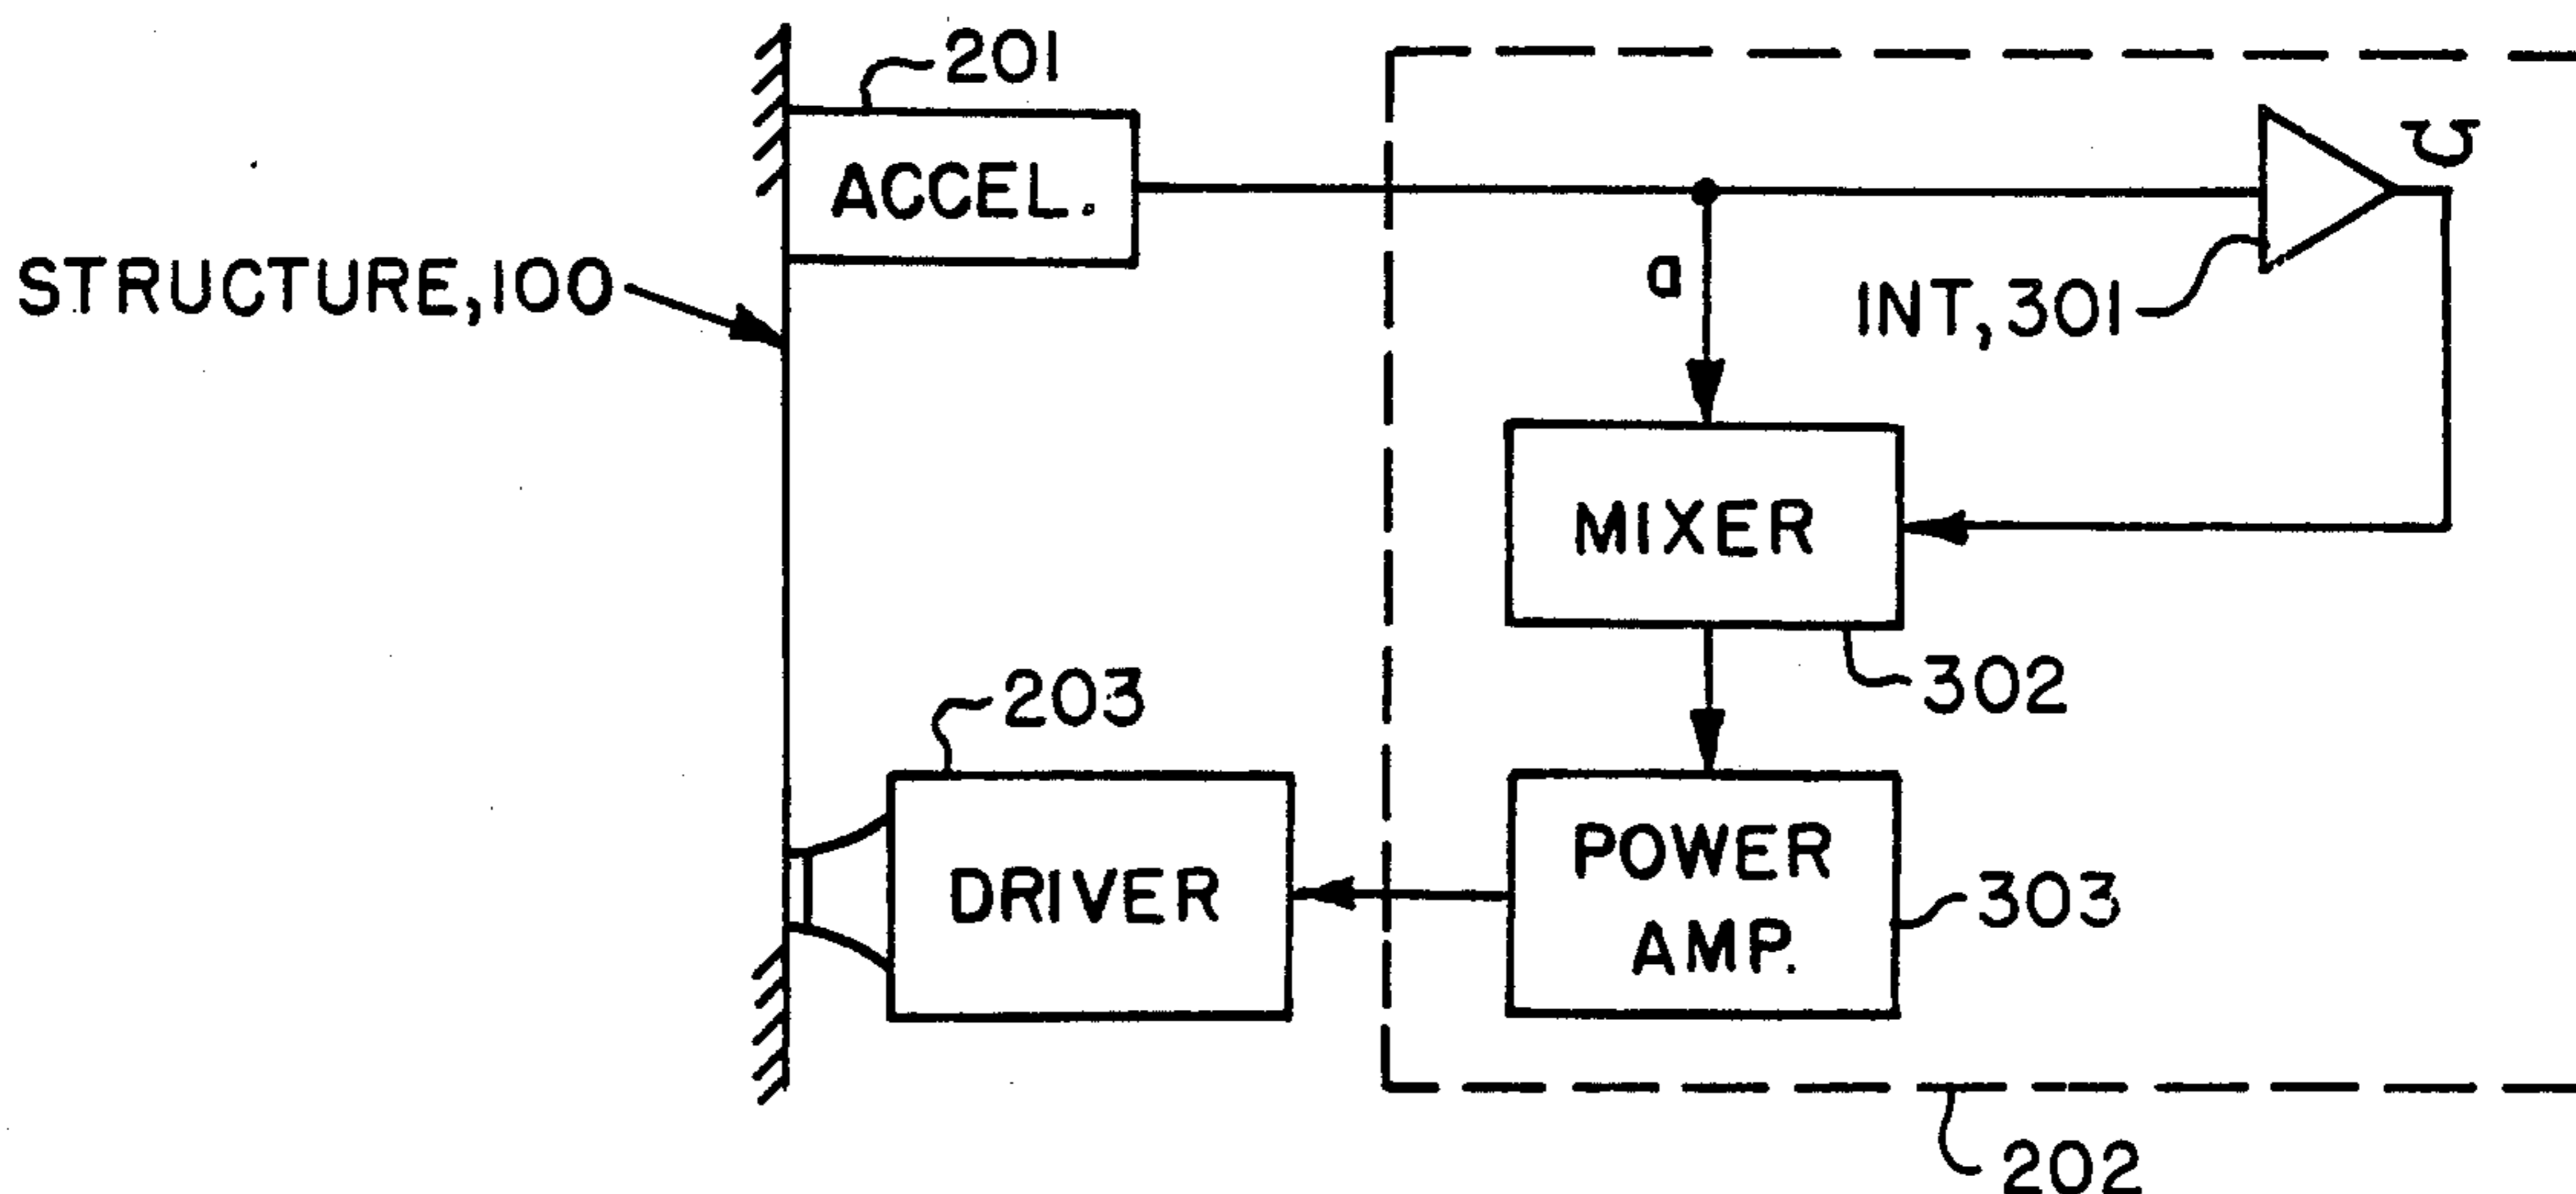 201
ACCEL.
STRUCTURE, 100
a
INT, 301
MIXER
302
203
DRIVER
POWER
AMP.
303
202